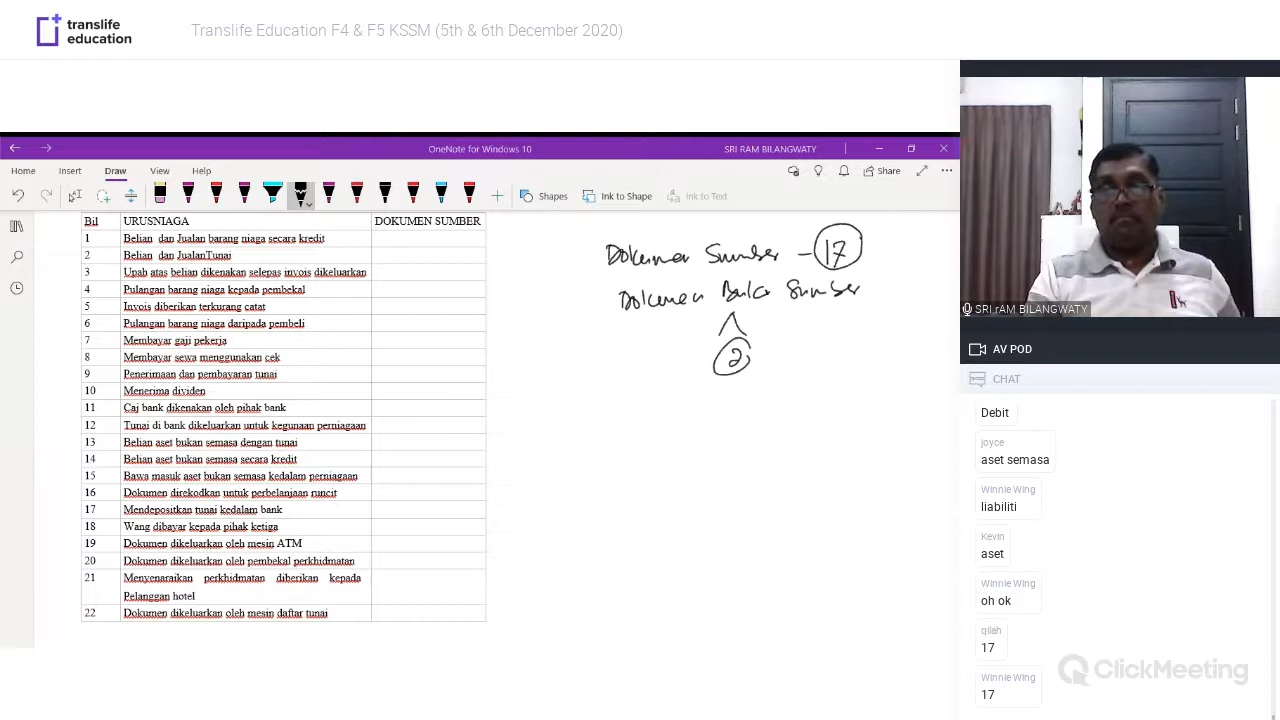 translife education
Translife Education F4 & F5 KSSM (5th & 6th December 2020)
OneNote for Windows 10
SRI RAM BILANGWATY
Home Insert Draw View Help
Share
Shapes Ink to Shape Ink to Text
Bil URUSNIAGA DOKUMEN SUMBER
1 Belian dan Jualan barang niaga secara kredit
2 Belian dan JualanTunai
3 Upah atas belian dikenakan selepas invois dikeluarkan
4 Pulangan barang niaga kepada pembekal
5 Invois diberikan terkurang catat
6 Pulangan barang niaga daripada pembeli
7 Membayar gaji pekerja
8 Membayar sewa menggunakan cek
9 Penerimaan dan pembayaran tunai
10 Menerima dividen
11 Caj bank dikenakan oleh pihak bank
12 Tunai di bank dikeluarkan untuk kegunaan perniagaan
13 Belian aset bukan semasa dengan tunai
14 Belian aset bukan semasa secara kredit
15 Bawa masuk aset bukan semasa kedalam perniagaan
16 Dokumen direkodkan untuk perbelanjaan runcit
17 Mendepositkan tunai kedalam bank
18 Wang dibayar kepada pihak ketiga
19 Dokumen dikeluarkan oleh mesin ATM
20 Dokumen dikeluarkan oleh pembekal perkhidmatan
21 Menyenaraikan perkhidmatan diberikan kepada
Pelanggan hotel
22 Dokumen dikeluarkan oleh mesin daftar tunai
Dokumen Sumber - 17
Dokumen Sumber
2
SRI rAM BILANGWATY
AV POD
CHAT
Debit
joyce
aset semasa
Winnie Wing
liabiliti
Kevin
aset
Winnie Wing
oh ok
qilah
17
Winnie Wing
17
ClickMeeting